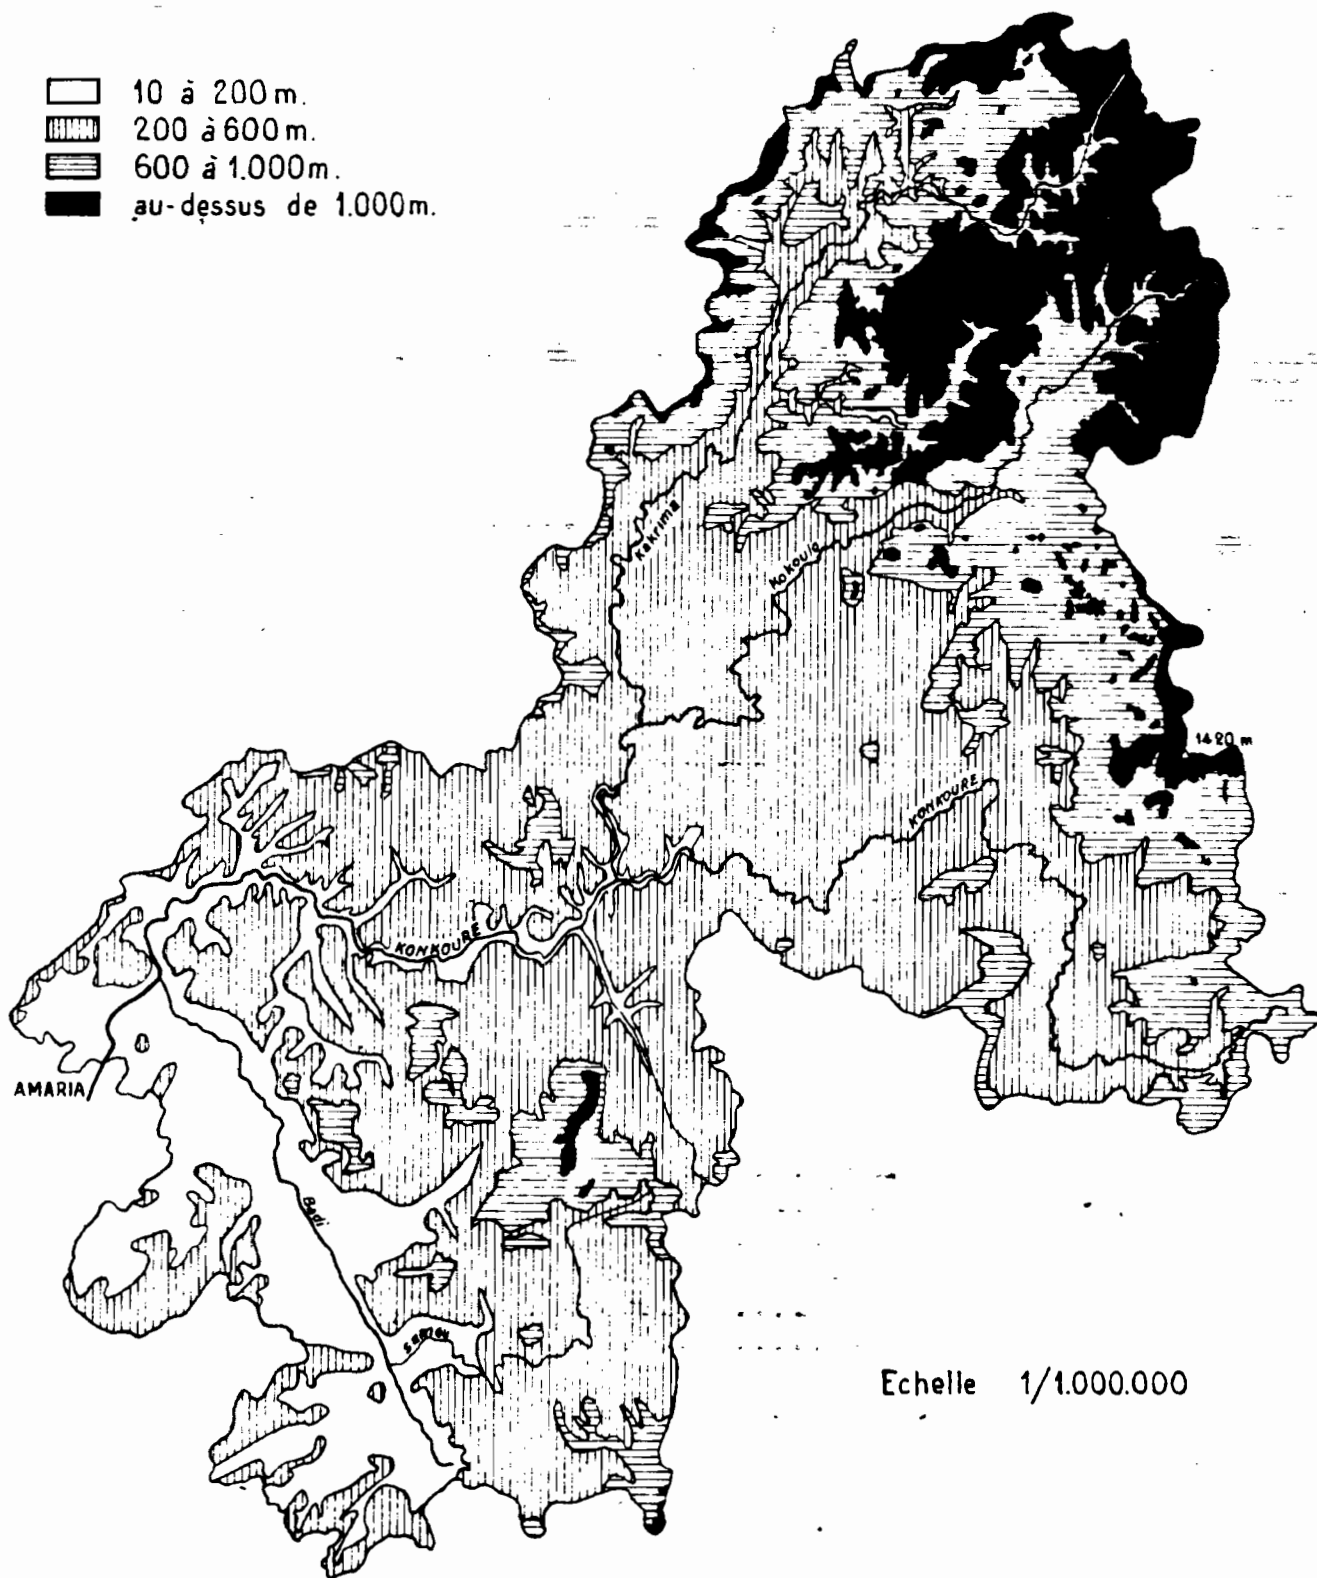 10 à 200 m.
200 à 600 m.
600 à 1.000 m.
au-dessus de 1.000 m.
Kakrima
Kokoulo
1420 m
KONKOURE
KONKOURE
AMARIA
Badi
Echelle 1/1.000.000